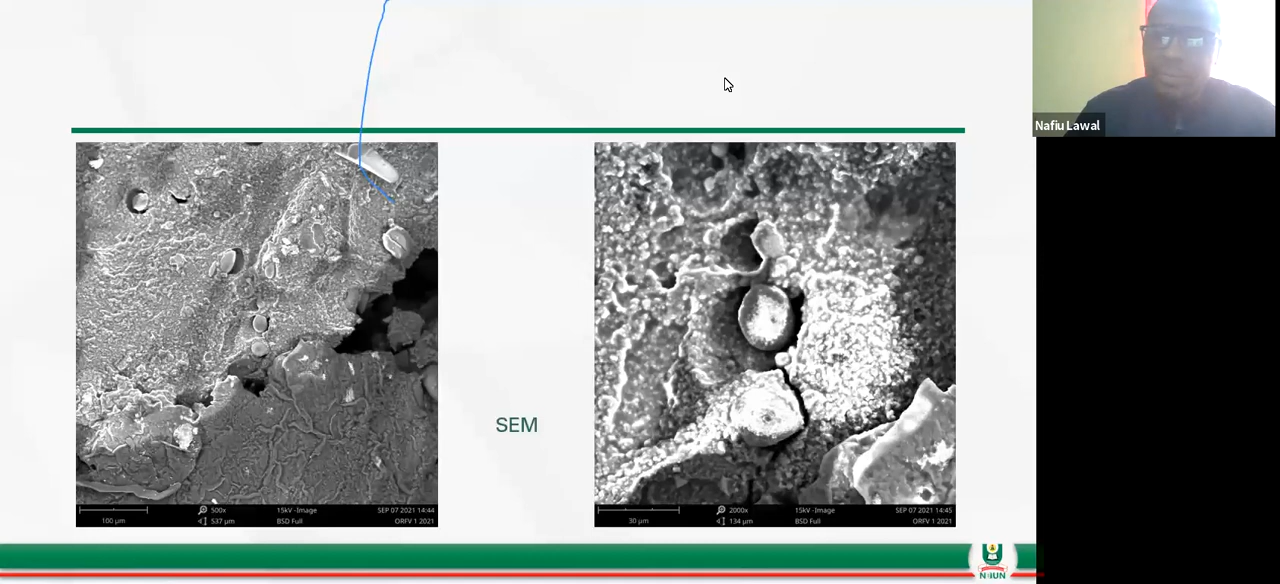 Nafiu Lawal
SEM
500x 15kV -Image SEP 07 2021 14:44
100 μm 537 μm BSD Full ORFV 1 2021
2000x 15kV -Image SEP 07 2021 14:45
30 μm 134 μm BSD Full ORFV 1 2021